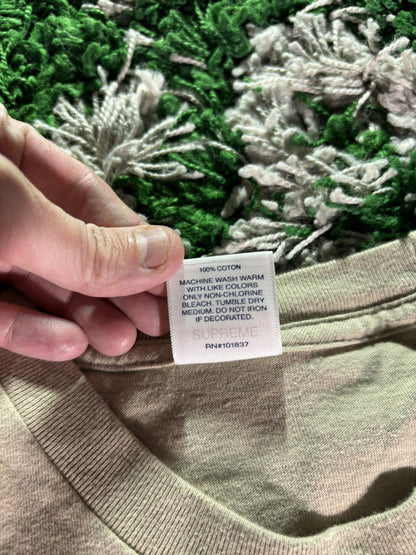 100% COTON
MACHINE WASH WARM
WITH LIKE COLORS
ONLY NON-CHLORINE
BLEACH. TUMBLE DRY
MEDIUM. DO NOT IRON
IF DECORATED.
SUPREME
RN#101837